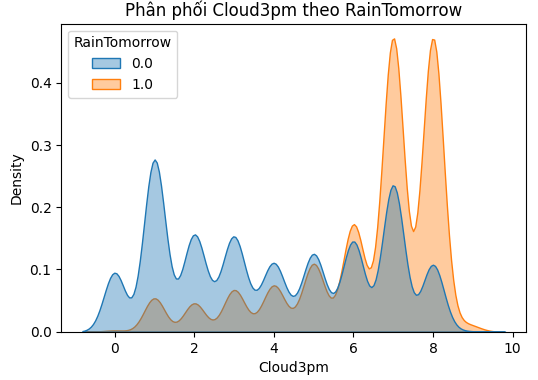 Phân phối Cloud3pm theo RainTomorrow
RainTomorrow
0.0
1.0
Density
0.4
0.3
0.2
0.1
0.0
0 2 4 6 8 10
Cloud3pm